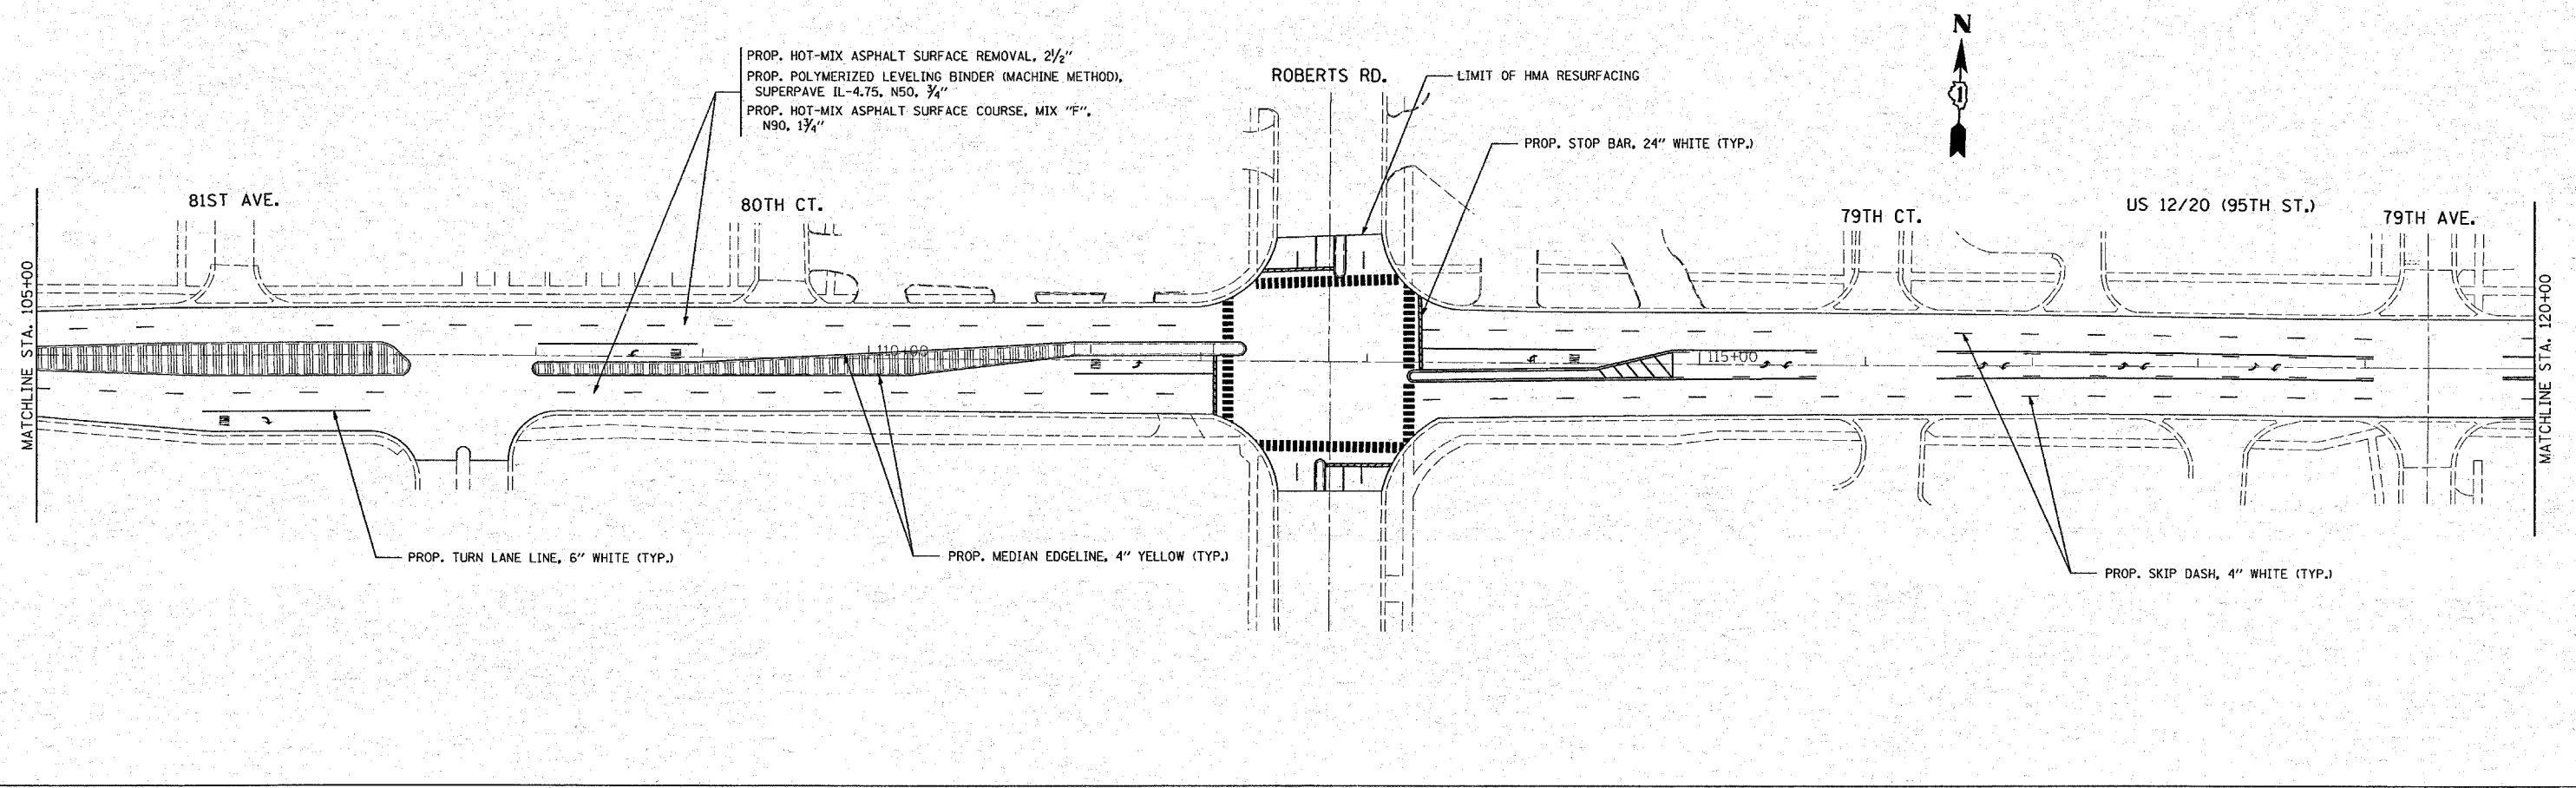 N
PROP. HOT-MIX ASPHALT SURFACE REMOVAL, 2½"
PROP. POLYMERIZED LEVELING BINDER (MACHINE METHOD),
SUPERPAVE IL-4.75, N50, ¾"
PROP. HOT-MIX ASPHALT SURFACE COURSE, MIX "F",
N90, 1¾"
ROBERTS RD.
LIMIT OF HMA RESURFACING
PROP. STOP BAR, 24" WHITE (TYP.)
81ST AVE.
80TH CT.
79TH CT.
US 12/20 (95TH ST.)
79TH AVE.
MATCHLINE STA. 105+00
110+00
115+00
MATCHLINE STA. 120+00
PROP. TURN LANE LINE, 6" WHITE (TYP.)
PROP. MEDIAN EDGELINE, 4" YELLOW (TYP.)
PROP. SKIP DASH, 4" WHITE (TYP.)